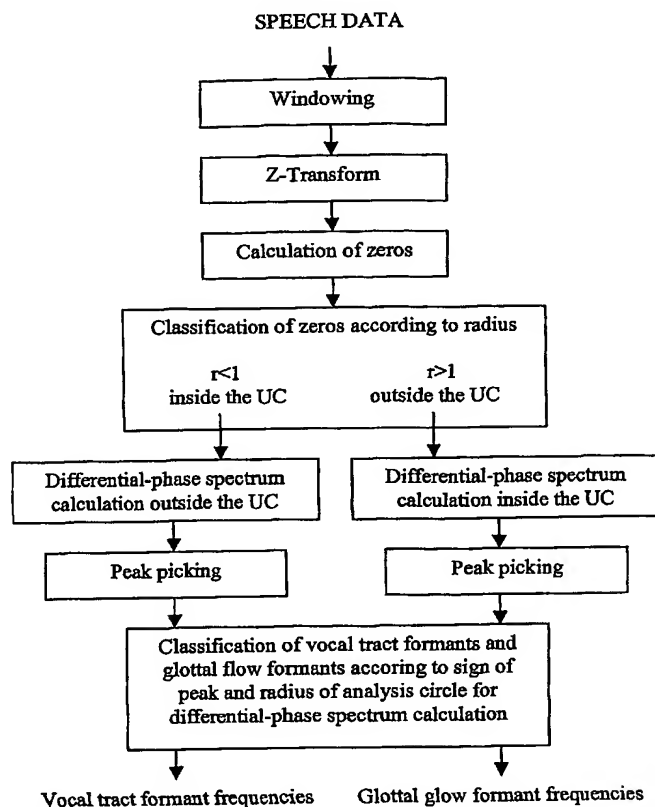 SPEECH DATA
Windowing
Z-Transform
Calculation of zeros
Classification of zeros according to radius
r<1
inside the UC
r>1
outside the UC
Differential-phase spectrum
calculation outside the UC
Differential-phase spectrum
calculation inside the UC
Peak picking
Peak picking
Classification of vocal tract formants and
glottal flow formants accoring to sign of
peak and radius of analysis circle for
differential-phase spectrum calculation
Vocal tract formant frequencies
Glottal glow formant frequencies